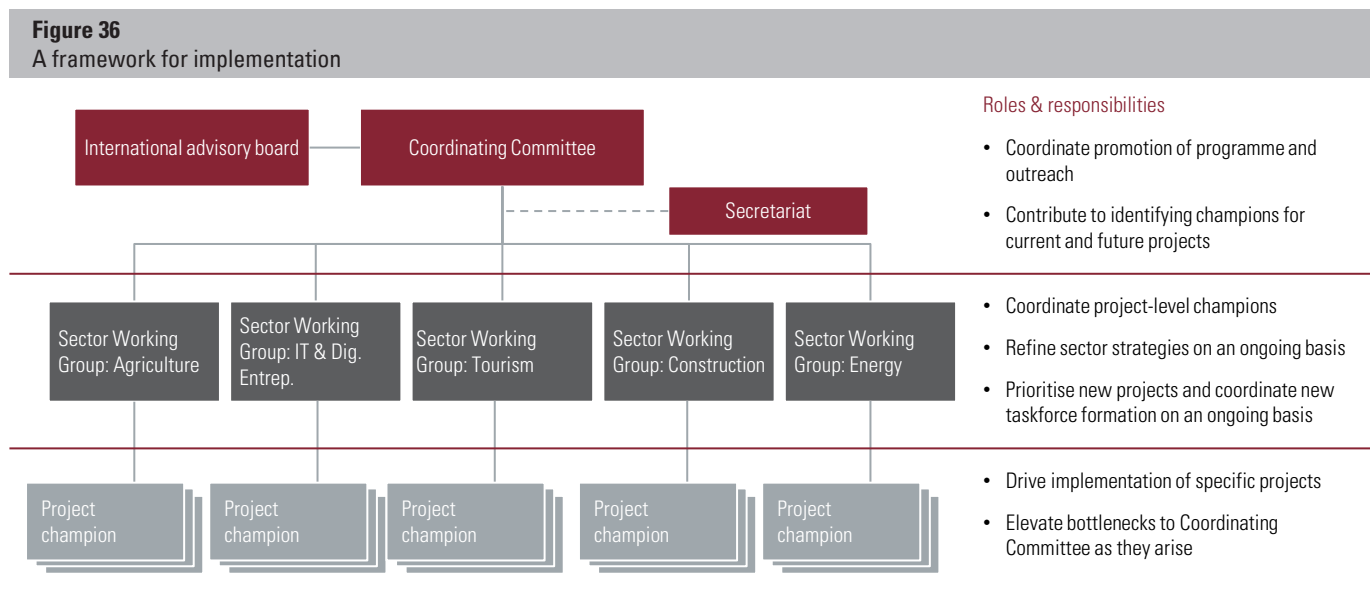 Figure 36
A framework for implementation
International advisory board
Coordinating Committee
Secretariat
Roles & responsibilities
• Coordinate promotion of programme and
outreach
• Contribute to identifying champions for
current and future projects
Sector Working
Group: Agriculture
Sector Working
Group: IT & Dig.
Entrep.
Sector Working
Group: Tourism
Sector Working
Group: Construction
Sector Working
Group: Energy
• Coordinate project-level champions
• Refine sector strategies on an ongoing basis
• Prioritise new projects and coordinate new
taskforce formation on an ongoing basis
Project
champion
Project
champion
Project
champion
Project
champion
Project
champion
• Drive implementation of specific projects
• Elevate bottlenecks to Coordinating
Committee as they arise